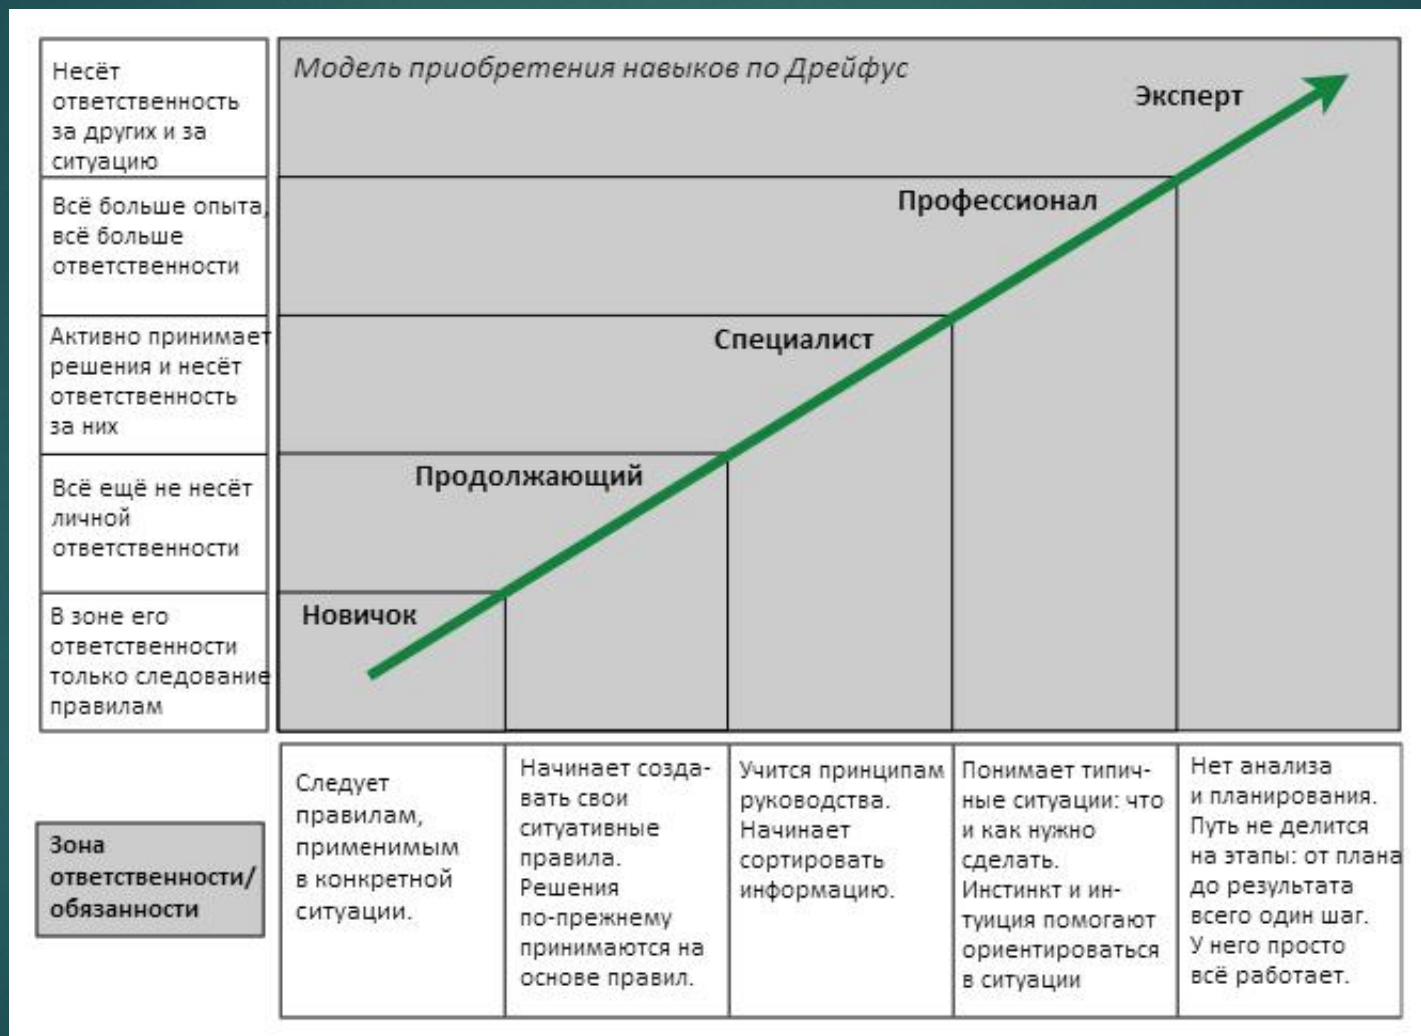 Модель приобретения навыков по Дрейфус
Несёт
ответственность
за других и за
ситуацию
Эксперт
Всё больше опыта,
всё больше
ответственности
Профессионал
Активно принимает
решения и несёт
ответственность
за них
Специалист
Всё ещё не несёт
личной
ответственности
Продолжающий
В зоне его
ответственности
только следование
правилам
Новичок
Зона
ответственности/
обязанности
Следует
правилам,
применимым
в конкретной
ситуации.
Начинает созда-
вать свои
ситуативные
правила.
Решения
по-прежнему
принимаются на
основе правил.
Учится принципам
руководства.
Начинает
сортировать
информацию.
Понимает типич-
ные ситуации: что
и как нужно
сделать.
Инстинкт и ин-
туиция помогают
ориентироваться
в ситуации
Нет анализа
и планирования.
Путь не делится
на этапы: от плана
до результата
всего один шаг.
У него просто
всё работает.